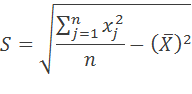 S = √( (∑_{j=1}^{n} x_j^2) / n − (X̄)^2 )